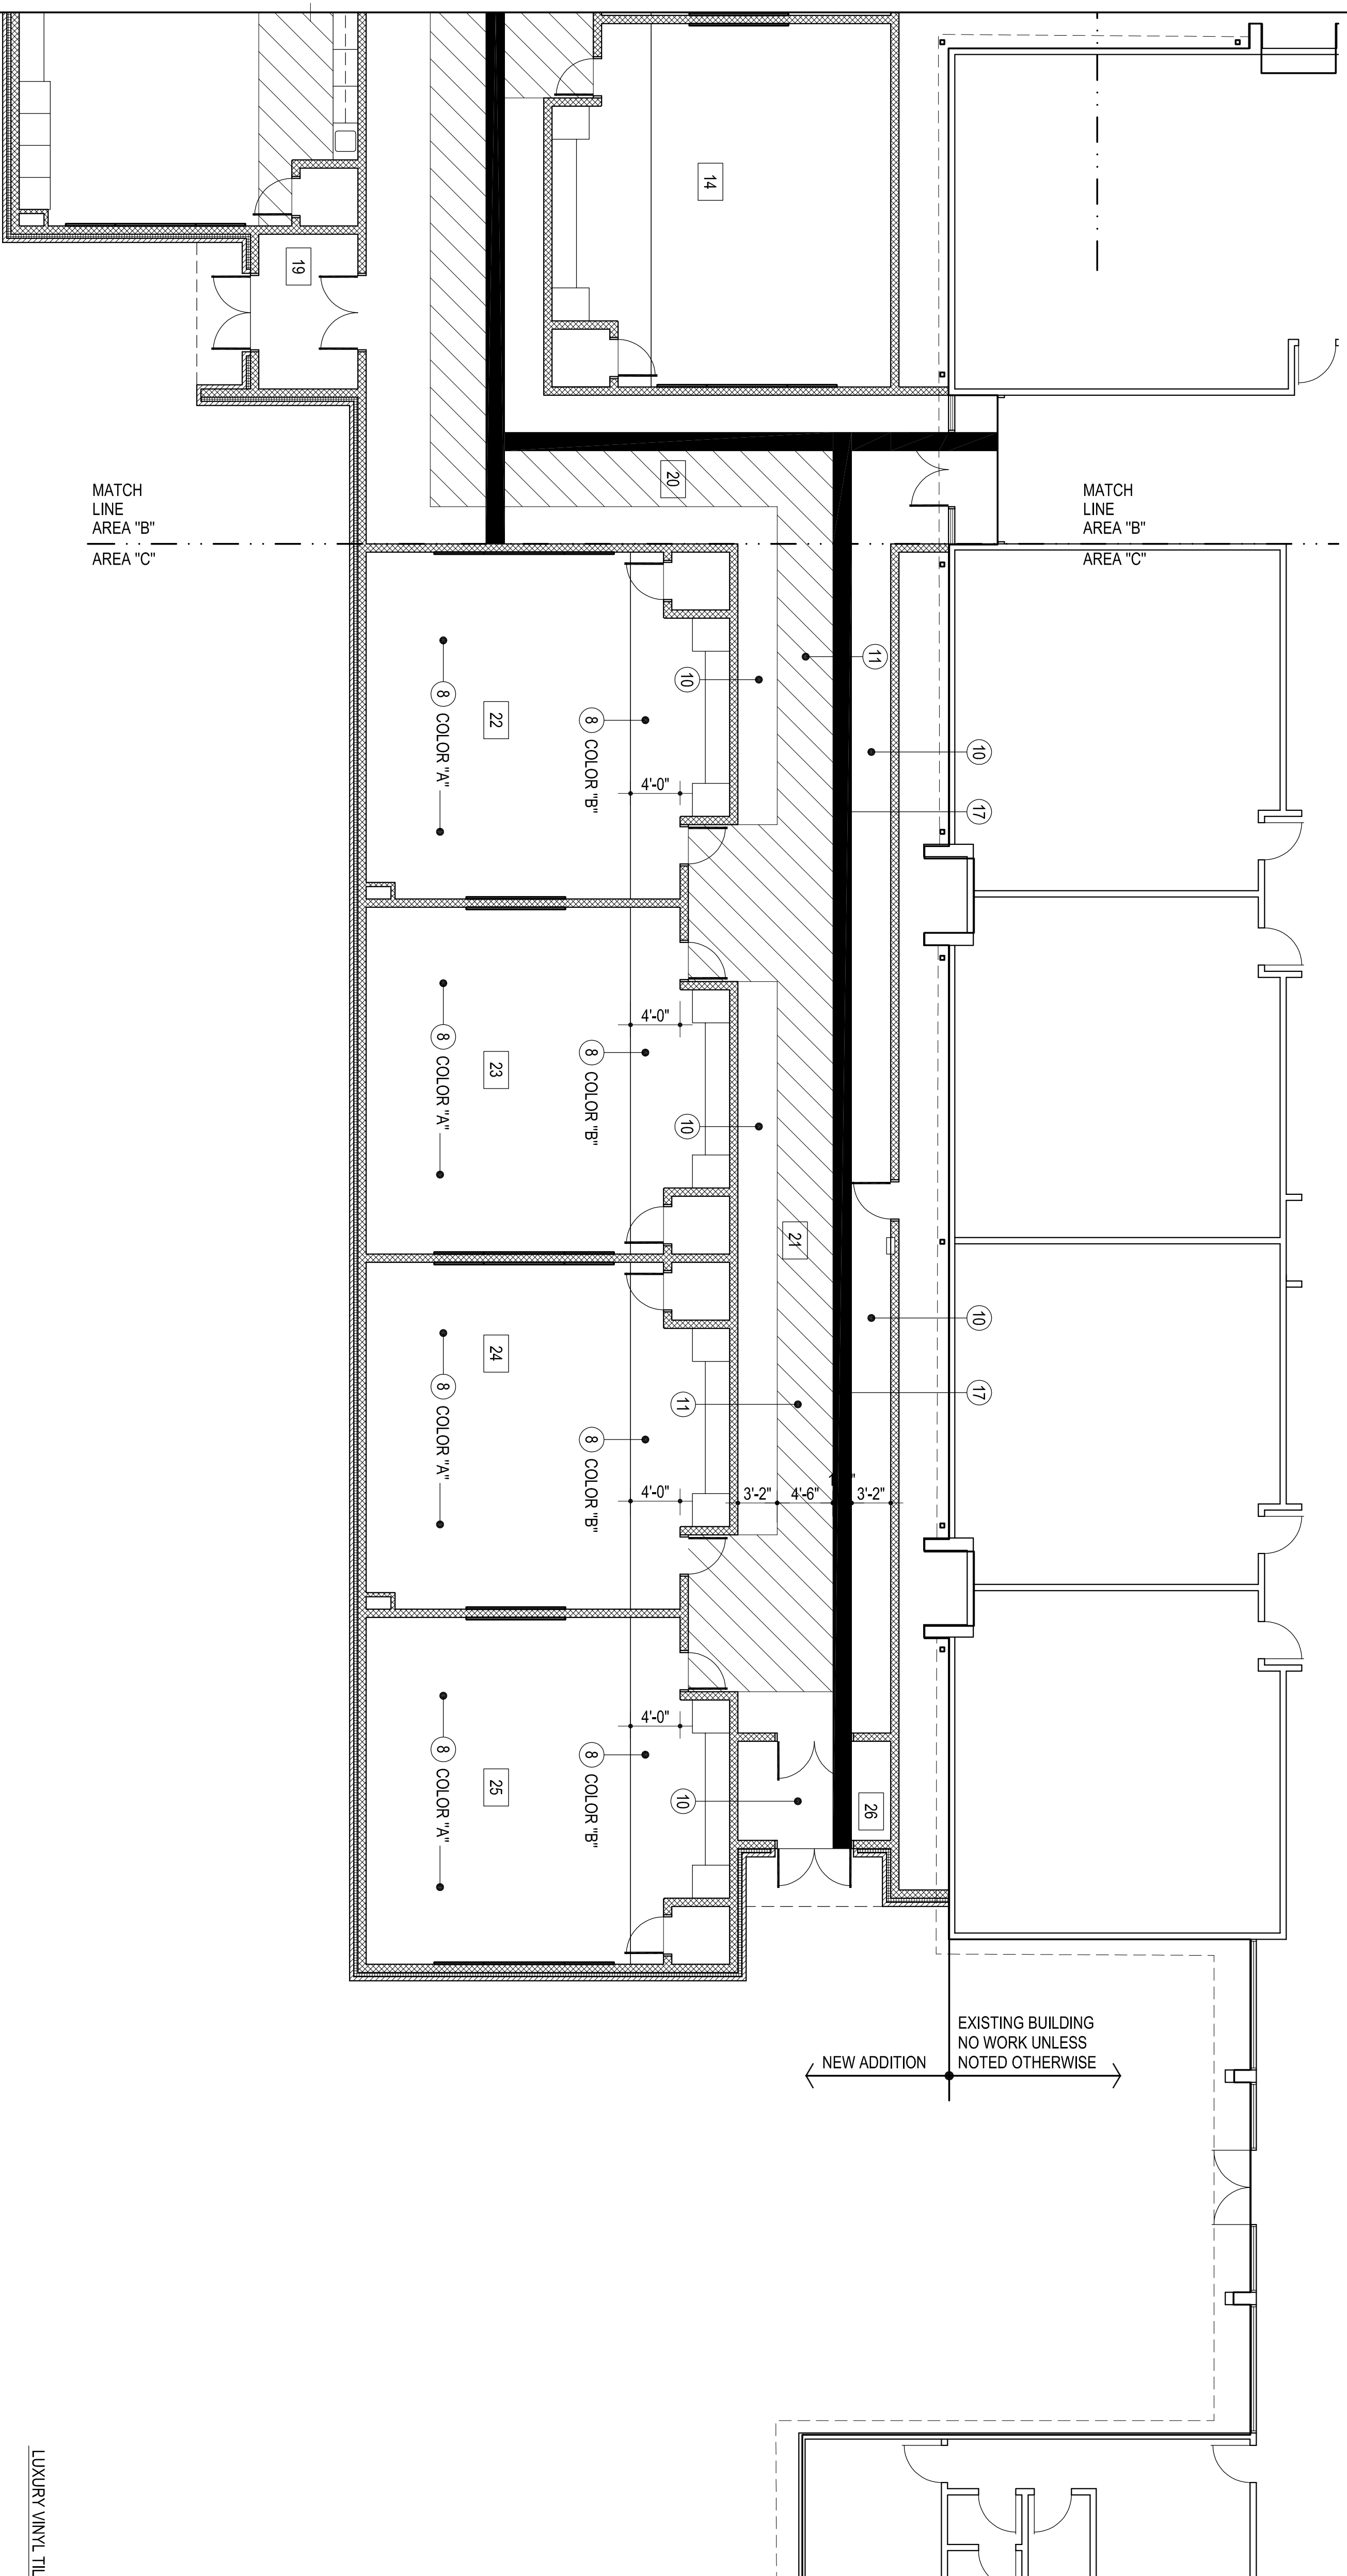 14
19
20
MATCH
LINE
AREA "B"
AREA "C"
MATCH
LINE
AREA "B"
AREA "C"
11
10
10
17
22
8 COLOR "A"
8 COLOR "B"
4'-0"
23
8 COLOR "A"
8 COLOR "B"
4'-0"
10
21
10
17
24
8 COLOR "A"
8 COLOR "B"
4'-0"
11
3'-2"
4'-6"
3'-2"
25
8 COLOR "A"
8 COLOR "B"
4'-0"
10
26
EXISTING BUILDING
NO WORK UNLESS
NOTED OTHERWISE
NEW ADDITION
LUXURY VINYL TIL